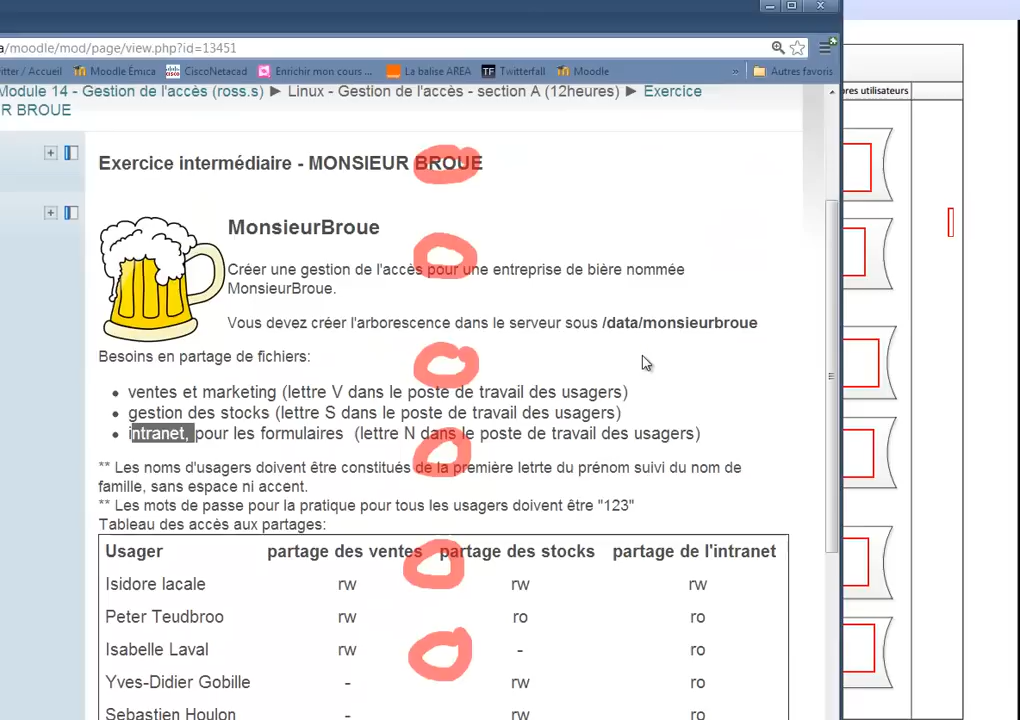 a/moodle/mod/page/view.php?id=13451
itter / Accueil Moodle Émica CiscoNetacad Enrichir mon cours ... La balise AREA TF Twitterfall Moodle » Autres favoris
Module 14 - Gestion de l'accès (ross.s) ► Linux - Gestion de l'accès - section A (12heures) ► Exercice
R BROUE
res utilisateurs
Exercice intermédiaire - MONSIEUR BROUE
MonsieurBroue
Créer une gestion de l'accès pour une entreprise de bière nommée
MonsieurBroue.
Vous devez créer l'arborescence dans le serveur sous /data/monsieurbroue
Besoins en partage de fichiers:
• ventes et marketing (lettre V dans le poste de travail des usagers)
• gestion des stocks (lettre S dans le poste de travail des usagers)
• intranet, pour les formulaires (lettre N dans le poste de travail des usagers)
** Les noms d'usagers doivent être constitués de la première letrte du prénom suivi du nom de
famille, sans espace ni accent.
** Les mots de passe pour la pratique pour tous les usagers doivent être "123"
Tableau des accès aux partages:
Usager partage des ventes partage des stocks partage de l'intranet
Isidore lacale rw rw rw
Peter Teudbroo rw ro ro
Isabelle Laval rw - ro
Yves-Didier Gobille - rw ro
Sebastien Houlon - rw ro